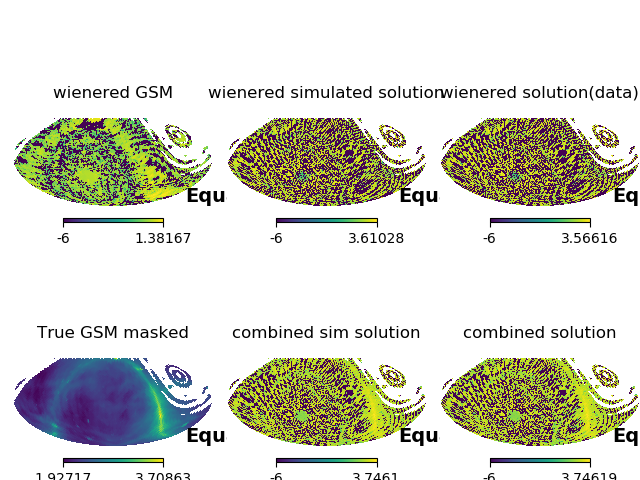 wienered GSM
wienered simulated solution
wienered solution(data)
Equ
Equ
Eq
-6
1.38167
-6
3.61028
-6
3.56616
True GSM masked
combined sim solution
combined solution
Equ
Equ
Eq
1.92717
3.70863
-6
3.7461
-6
3.74619